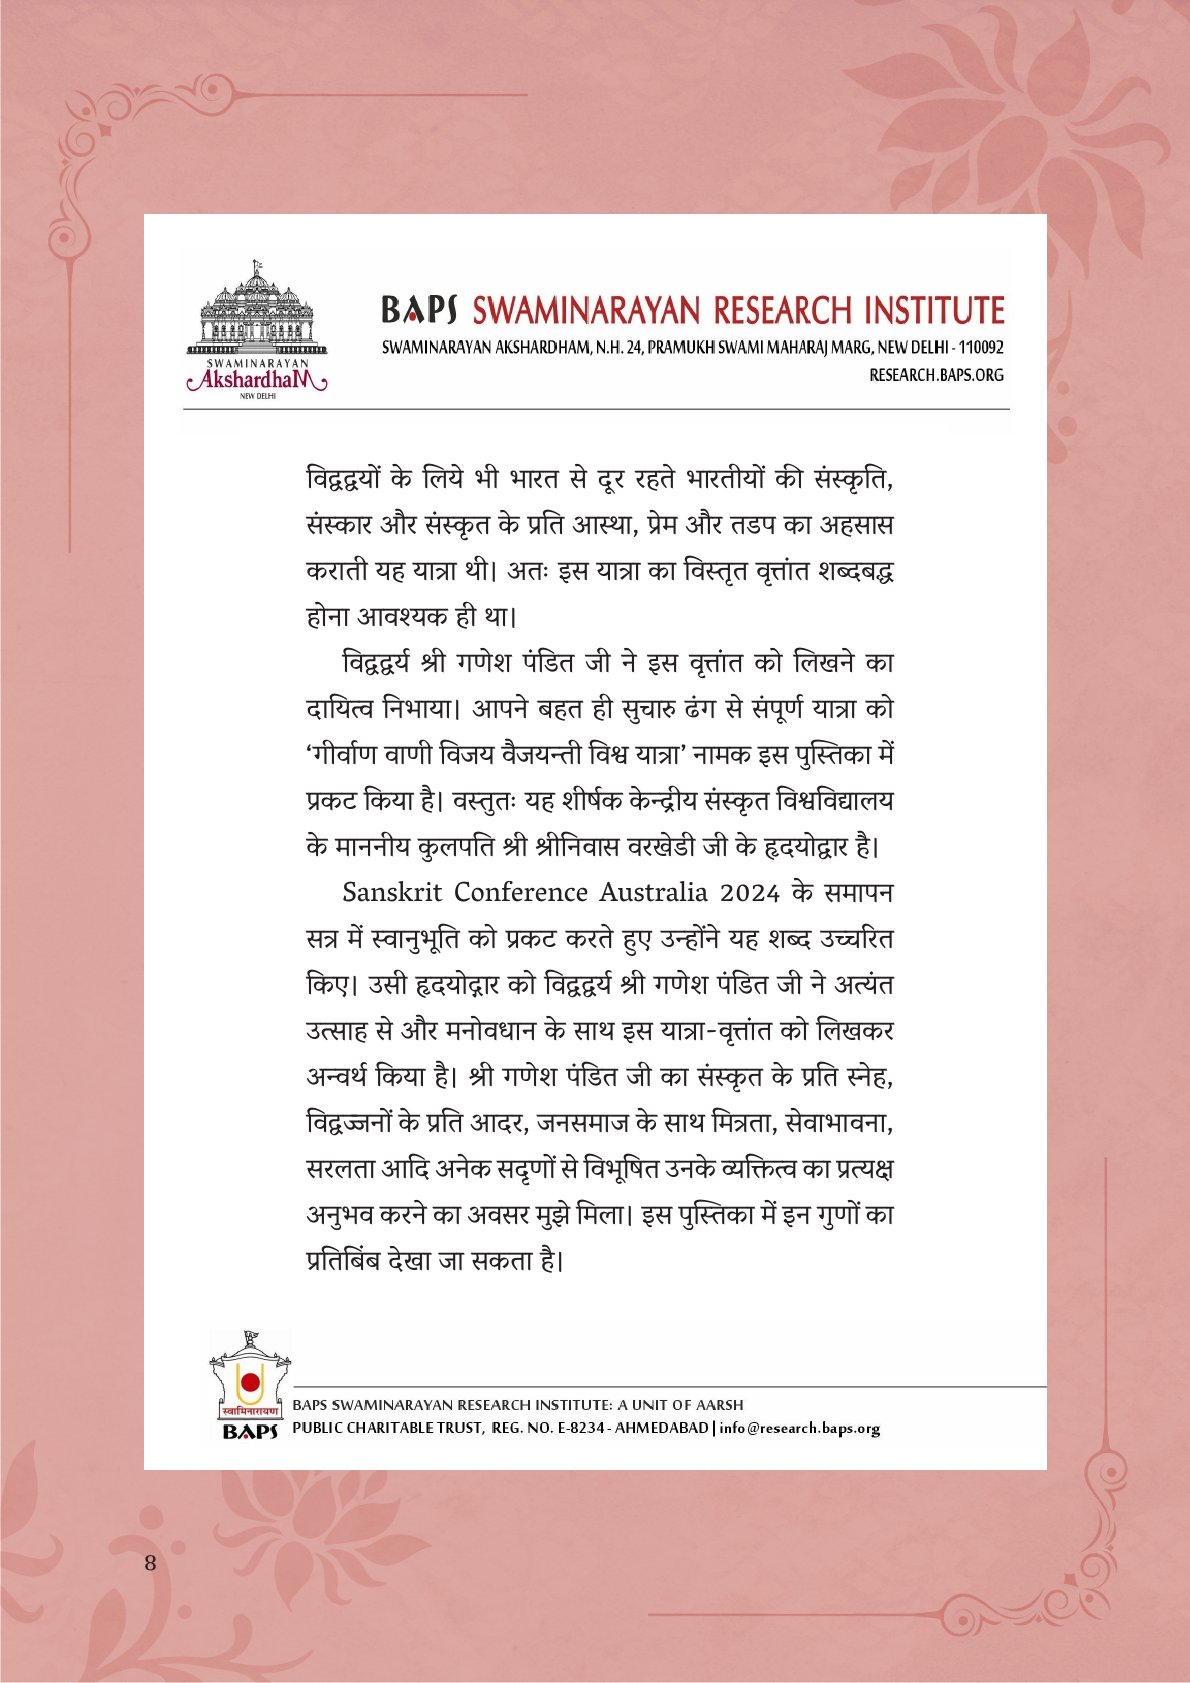 SWAMINARAYAN
AkshardhaM
NEW DELHI
BAPS SWAMINARAYAN RESEARCH INSTITUTE
SWAMINARAYAN AKSHARDHAM, N.H. 24, PRAMUKH SWAMI MAHARAJ MARG, NEW DELHI - 110092
RESEARCH.BAPS.ORG
विद्वद्वयों के लिये भी भारत से दूर रहते भारतीयों की संस्कृति,
संस्कार और संस्कृत के प्रति आस्था, प्रेम और तडप का अहसास
कराती यह यात्रा थी। अतः इस यात्रा का विस्तृत वृत्तांत शब्दबद्ध
होना आवश्यक ही था।
विद्वद्वर्य श्री गणेश पंडित जी ने इस वृत्तांत को लिखने का
दायित्व निभाया। आपने बहत ही सुचारु ढंग से संपूर्ण यात्रा को
‘गीर्वाण वाणी विजय वैजयन्ती विश्व यात्रा’ नामक इस पुस्तिका में
प्रकट किया है। वस्तुतः यह शीर्षक केन्द्रीय संस्कृत विश्वविद्यालय
के माननीय कुलपति श्री श्रीनिवास वरखेडी जी के हृदयोद्गार है।
Sanskrit Conference Australia 2024 के समापन
सत्र में स्वानुभूति को प्रकट करते हुए उन्होंने यह शब्द उच्चरित
किए। उसी हृदयोद्गार को विद्वद्वर्य श्री गणेश पंडित जी ने अत्यंत
उत्साह से और मनोवधान के साथ इस यात्रा-वृत्तांत को लिखकर
अन्वर्थ किया है। श्री गणेश पंडित जी का संस्कृत के प्रति स्नेह,
विद्वज्जनों के प्रति आदर, जनसमाज के साथ मित्रता, सेवाभावना,
सरलता आदि अनेक सद्गुणों से विभूषित उनके व्यक्तित्व का प्रत्यक्ष
अनुभव करने का अवसर मुझे मिला। इस पुस्तिका में इन गुणों का
प्रतिबिंब देखा जा सकता है।
स्वामिनारायण
BAPS
BAPS SWAMINARAYAN RESEARCH INSTITUTE: A UNIT OF AARSH
PUBLIC CHARITABLE TRUST, REG. NO. E-8234 - AHMEDABAD | info@research.baps.org
8